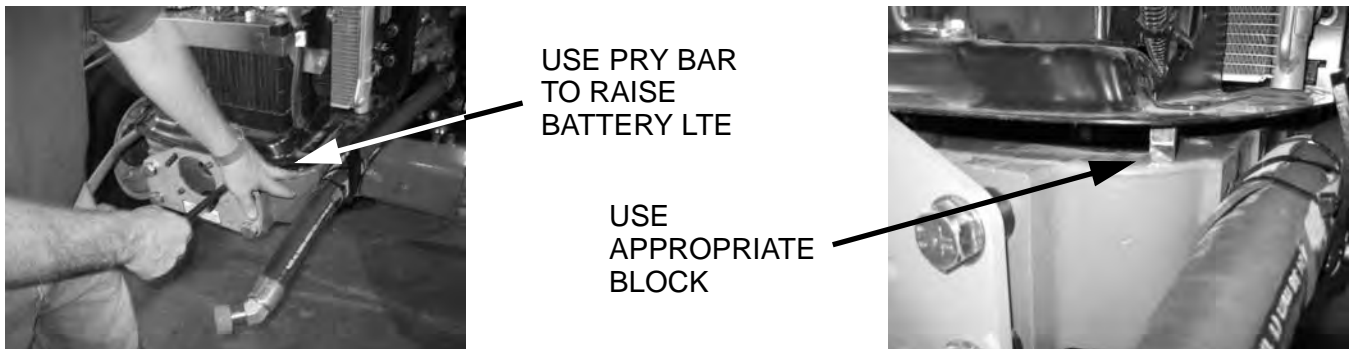 USE PRY BAR
TO RAISE
BATTERY LTE
USE
APPROPRIATE
BLOCK